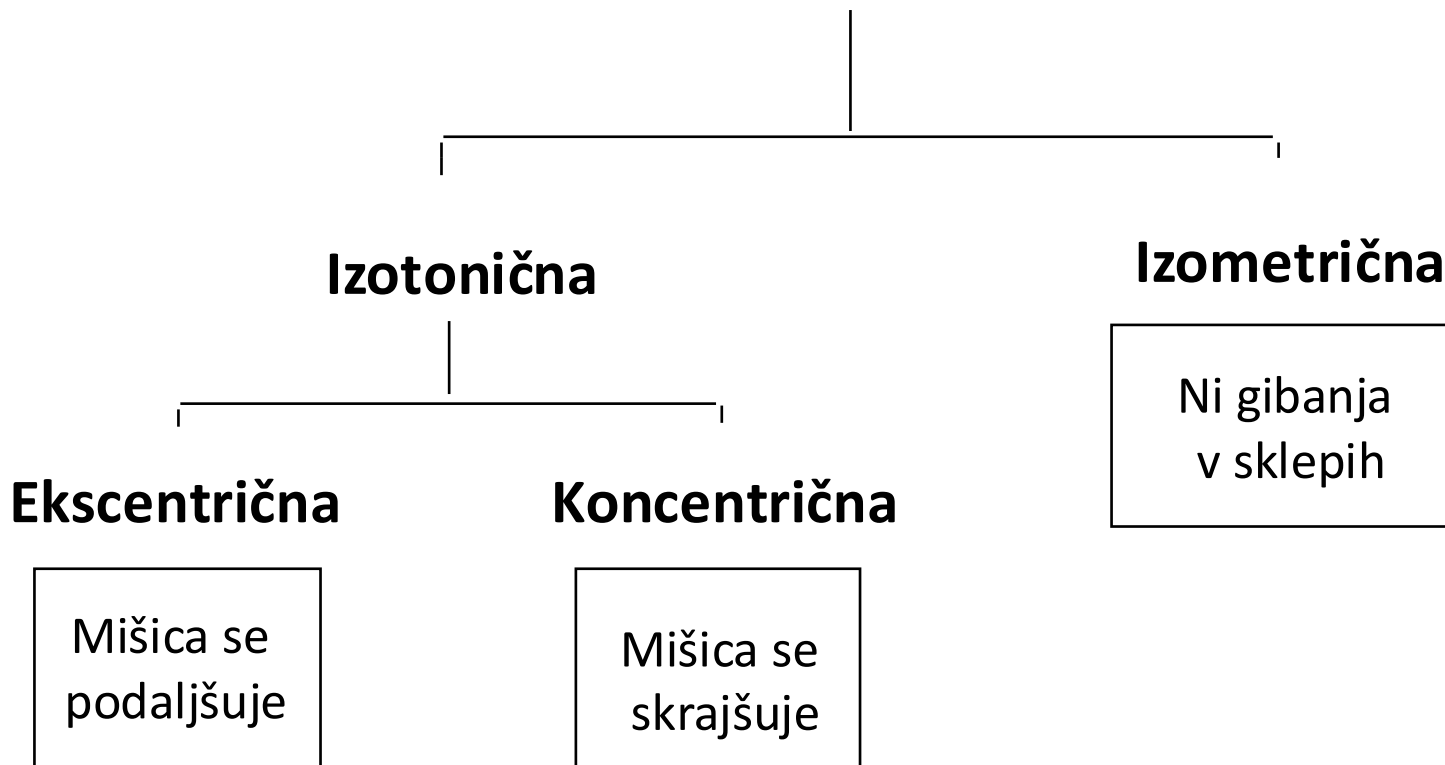 Izotonična
Izometrična
Ni gibanja
v sklepih
Ekscentrična
Koncentrična
Mišica se
podaljšuje
Mišica se
skrajšuje